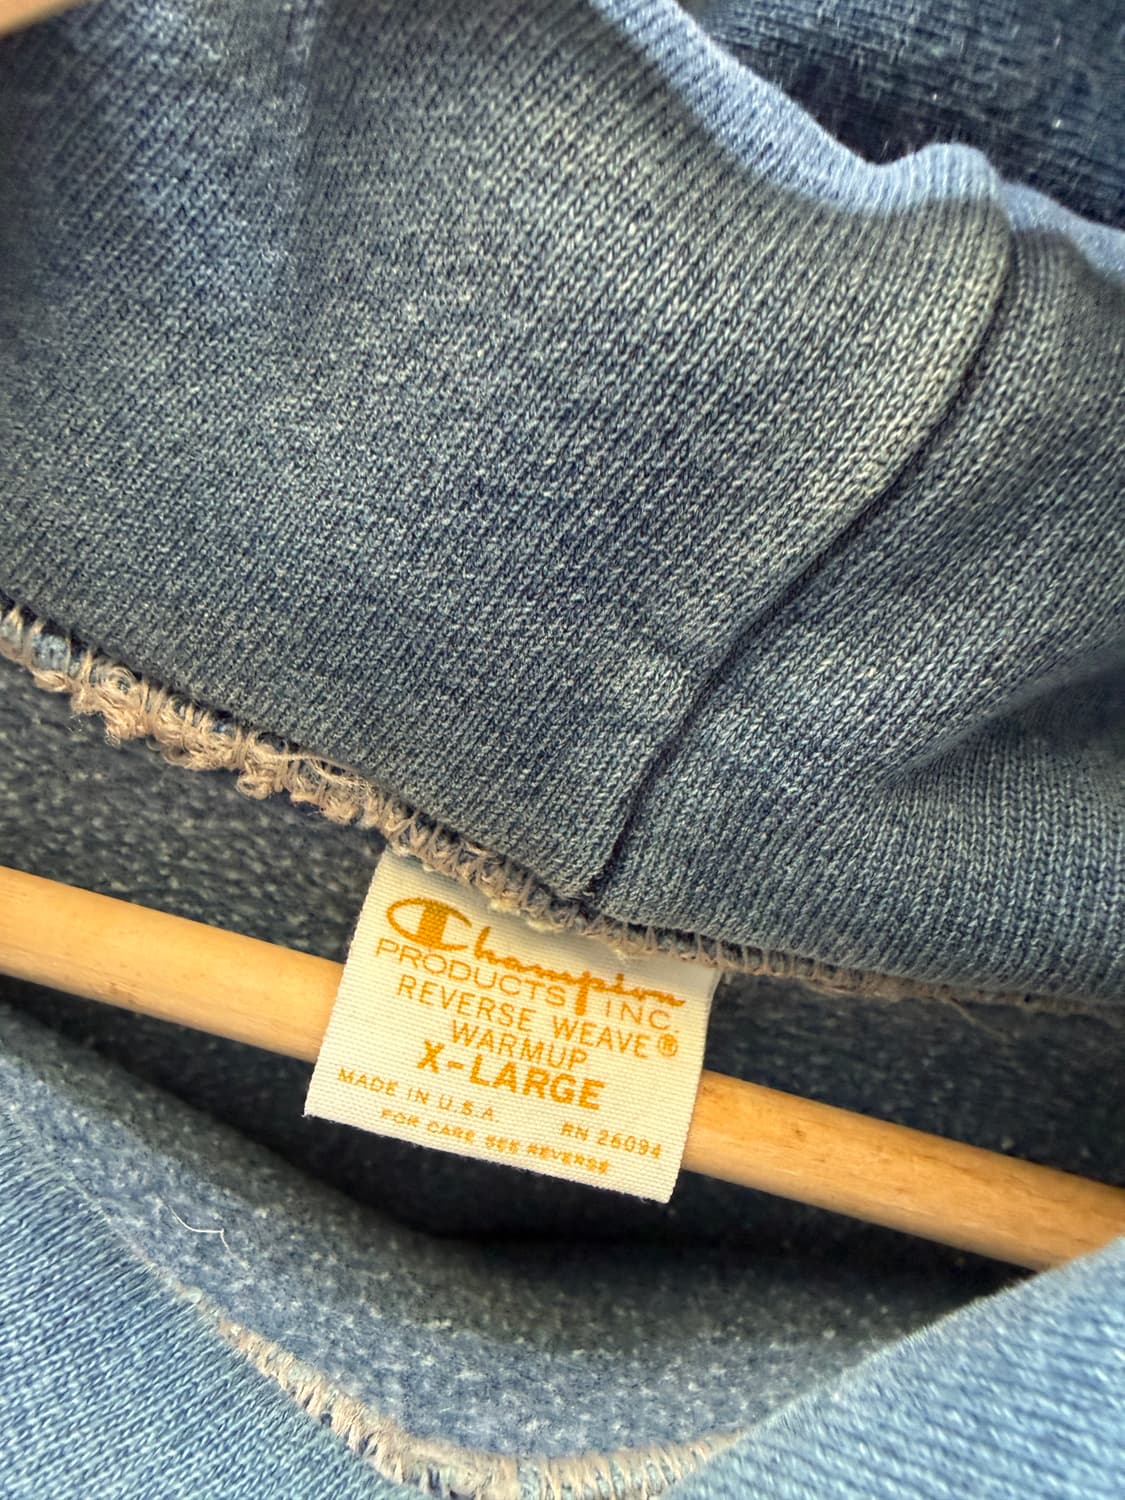 Champion
PRODUCTS INC.
REVERSE WEAVE®
WARMUP
X-LARGE
MADE IN U.S.A.
RN 26094
FOR CARE SEE REVERSE